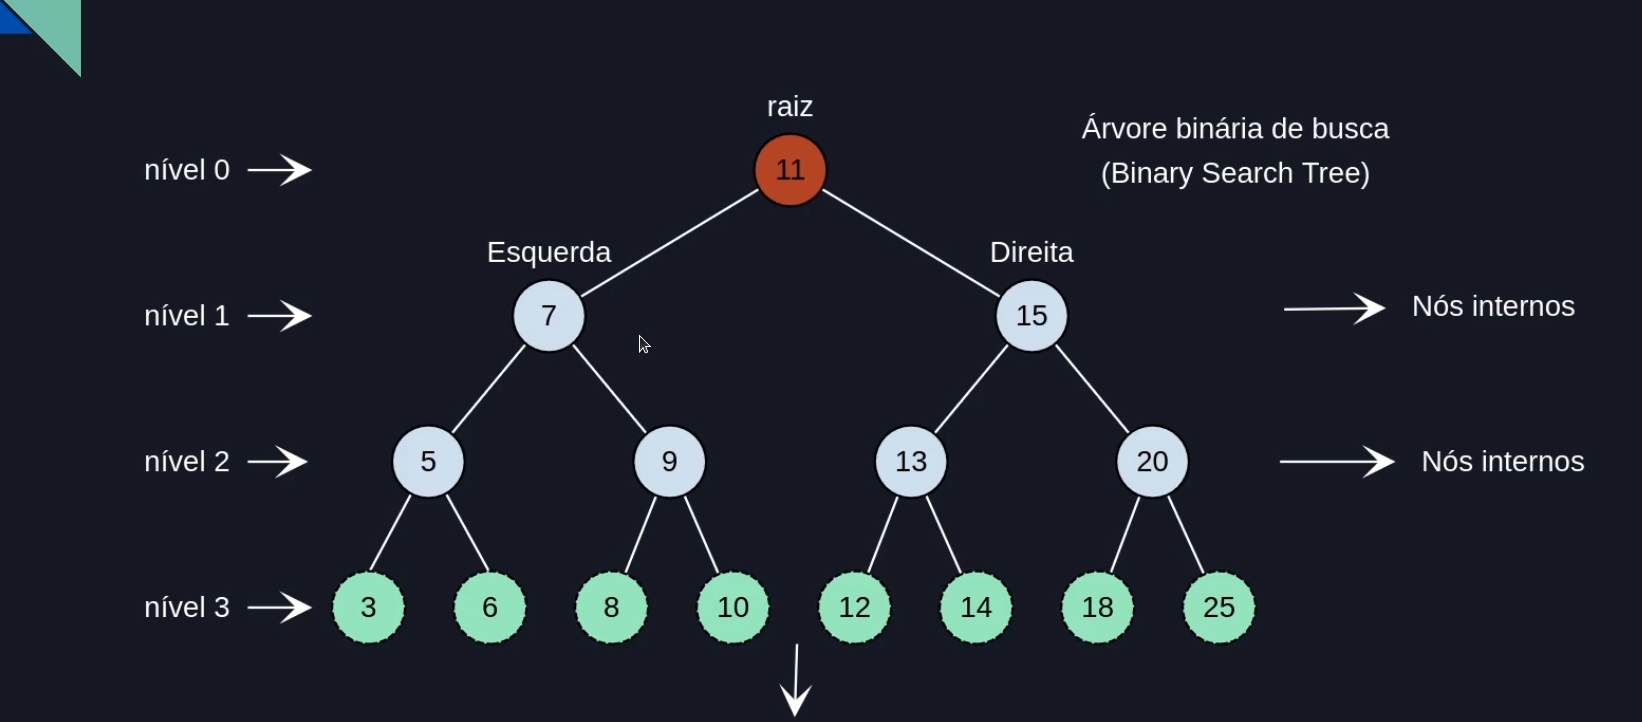 raiz
Árvore binária de busca
(Binary Search Tree)
nível 0
11
Esquerda
Direita
nível 1
7
15
Nós internos
nível 2
5
9
13
20
Nós internos
nível 3
3
6
8
10
12
14
18
25